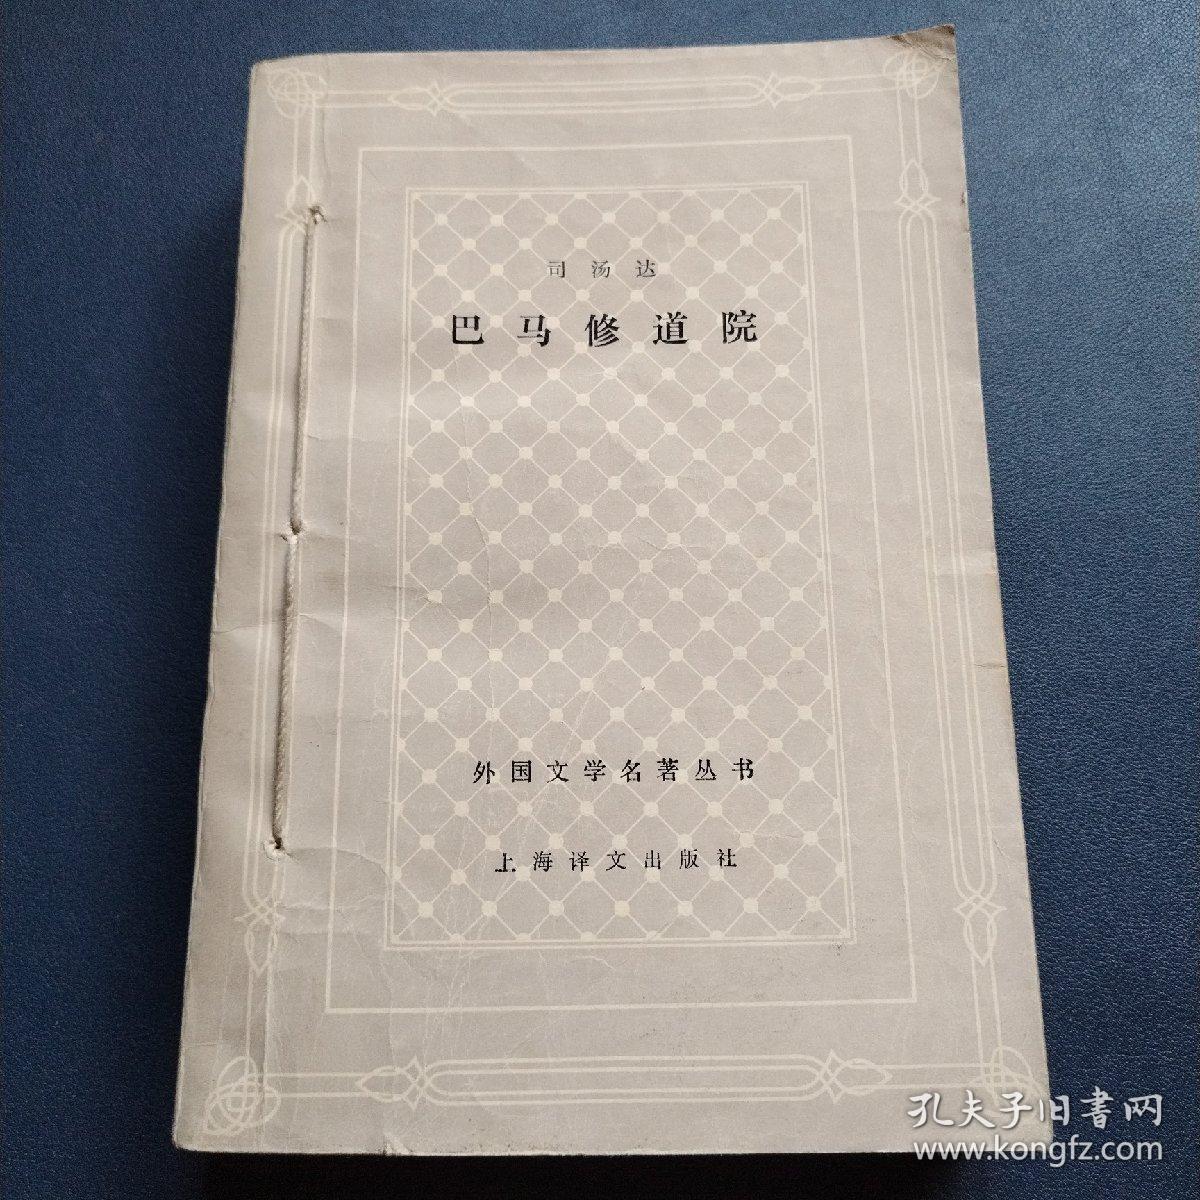 司汤达
巴马修道院
外国文学名著丛书
上海译文出版社
孔夫子旧書网
www.kongfz.com